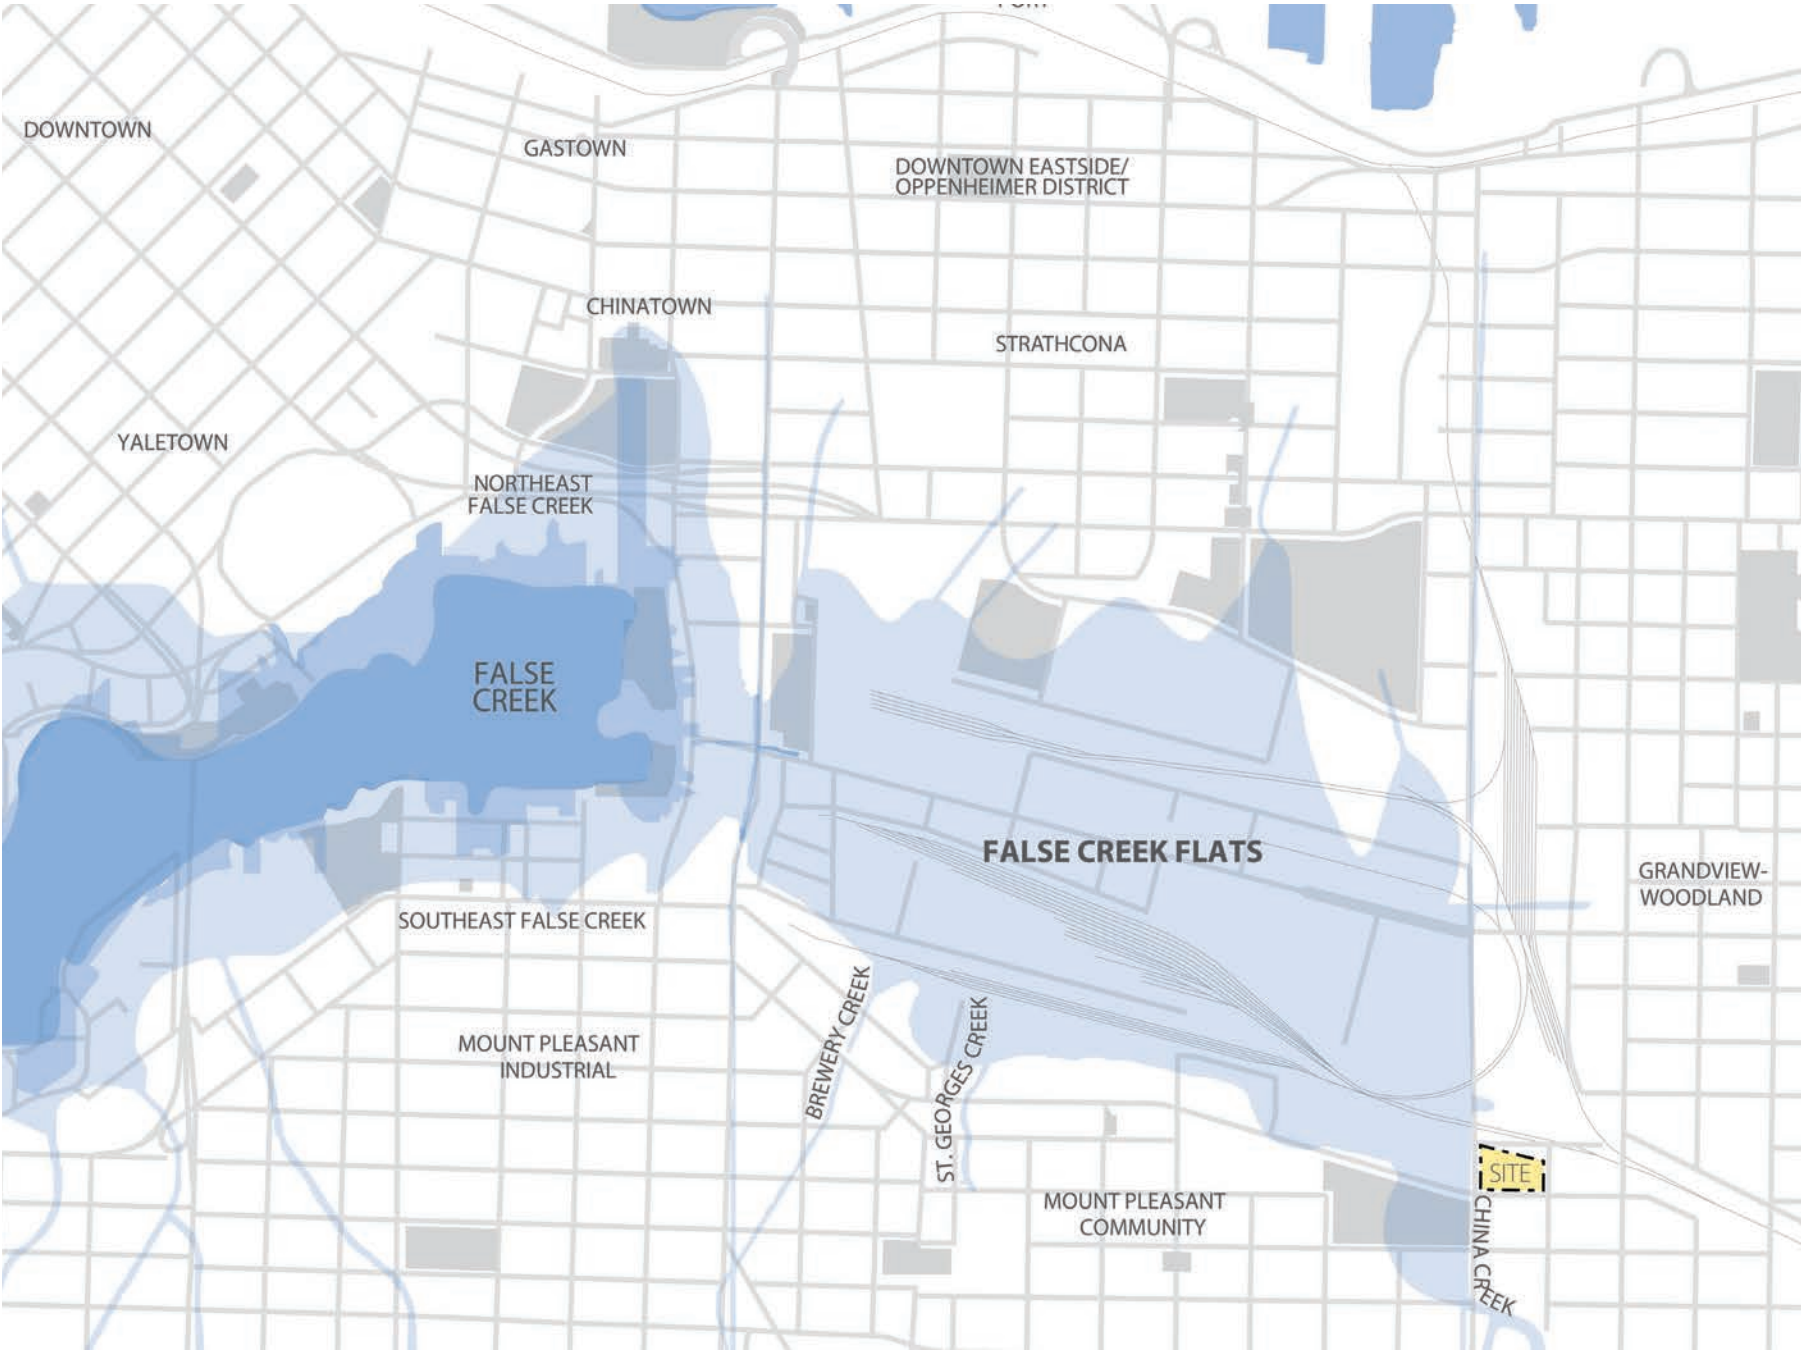 DOWNTOWN
GASTOWN
DOWNTOWN EASTSIDE/
OPPENHEIMER DISTRICT
CHINATOWN
STRATHCONA
YALETOWN
NORTHEAST
FALSE CREEK
FALSE
CREEK
FALSE CREEK FLATS
GRANDVIEW-
WOODLAND
SOUTHEAST FALSE CREEK
BREWERY CREEK
ST. GEORGES CREEK
MOUNT PLEASANT
INDUSTRIAL
SITE
MOUNT PLEASANT
COMMUNITY
CHINA CREEK